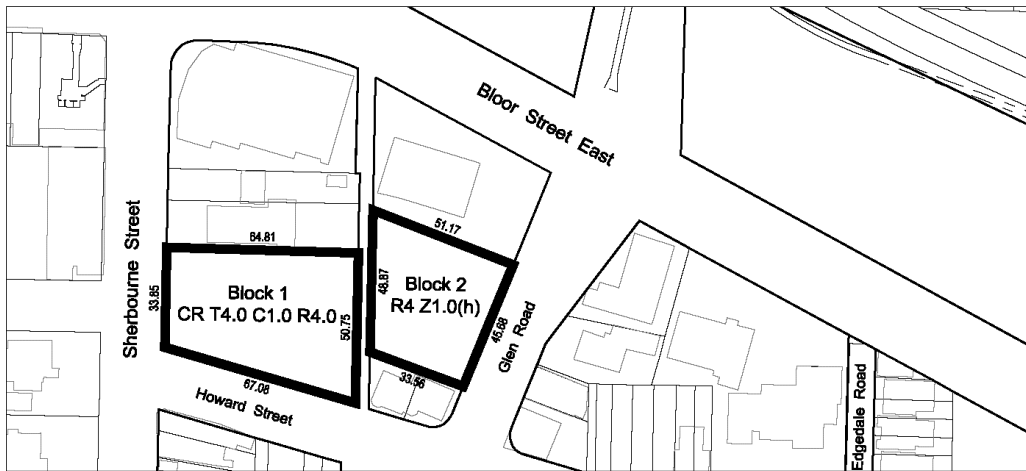 Bloor Street East
Sherbourne Street
64.81
33.85
Block 1
CR T4.0 C1.0 R4.0
50.75
67.08
Howard Street
51.17
48.87
Block 2
R4 Z1.0(h)
45.68
33.56
Glen Road
Edgedale Road